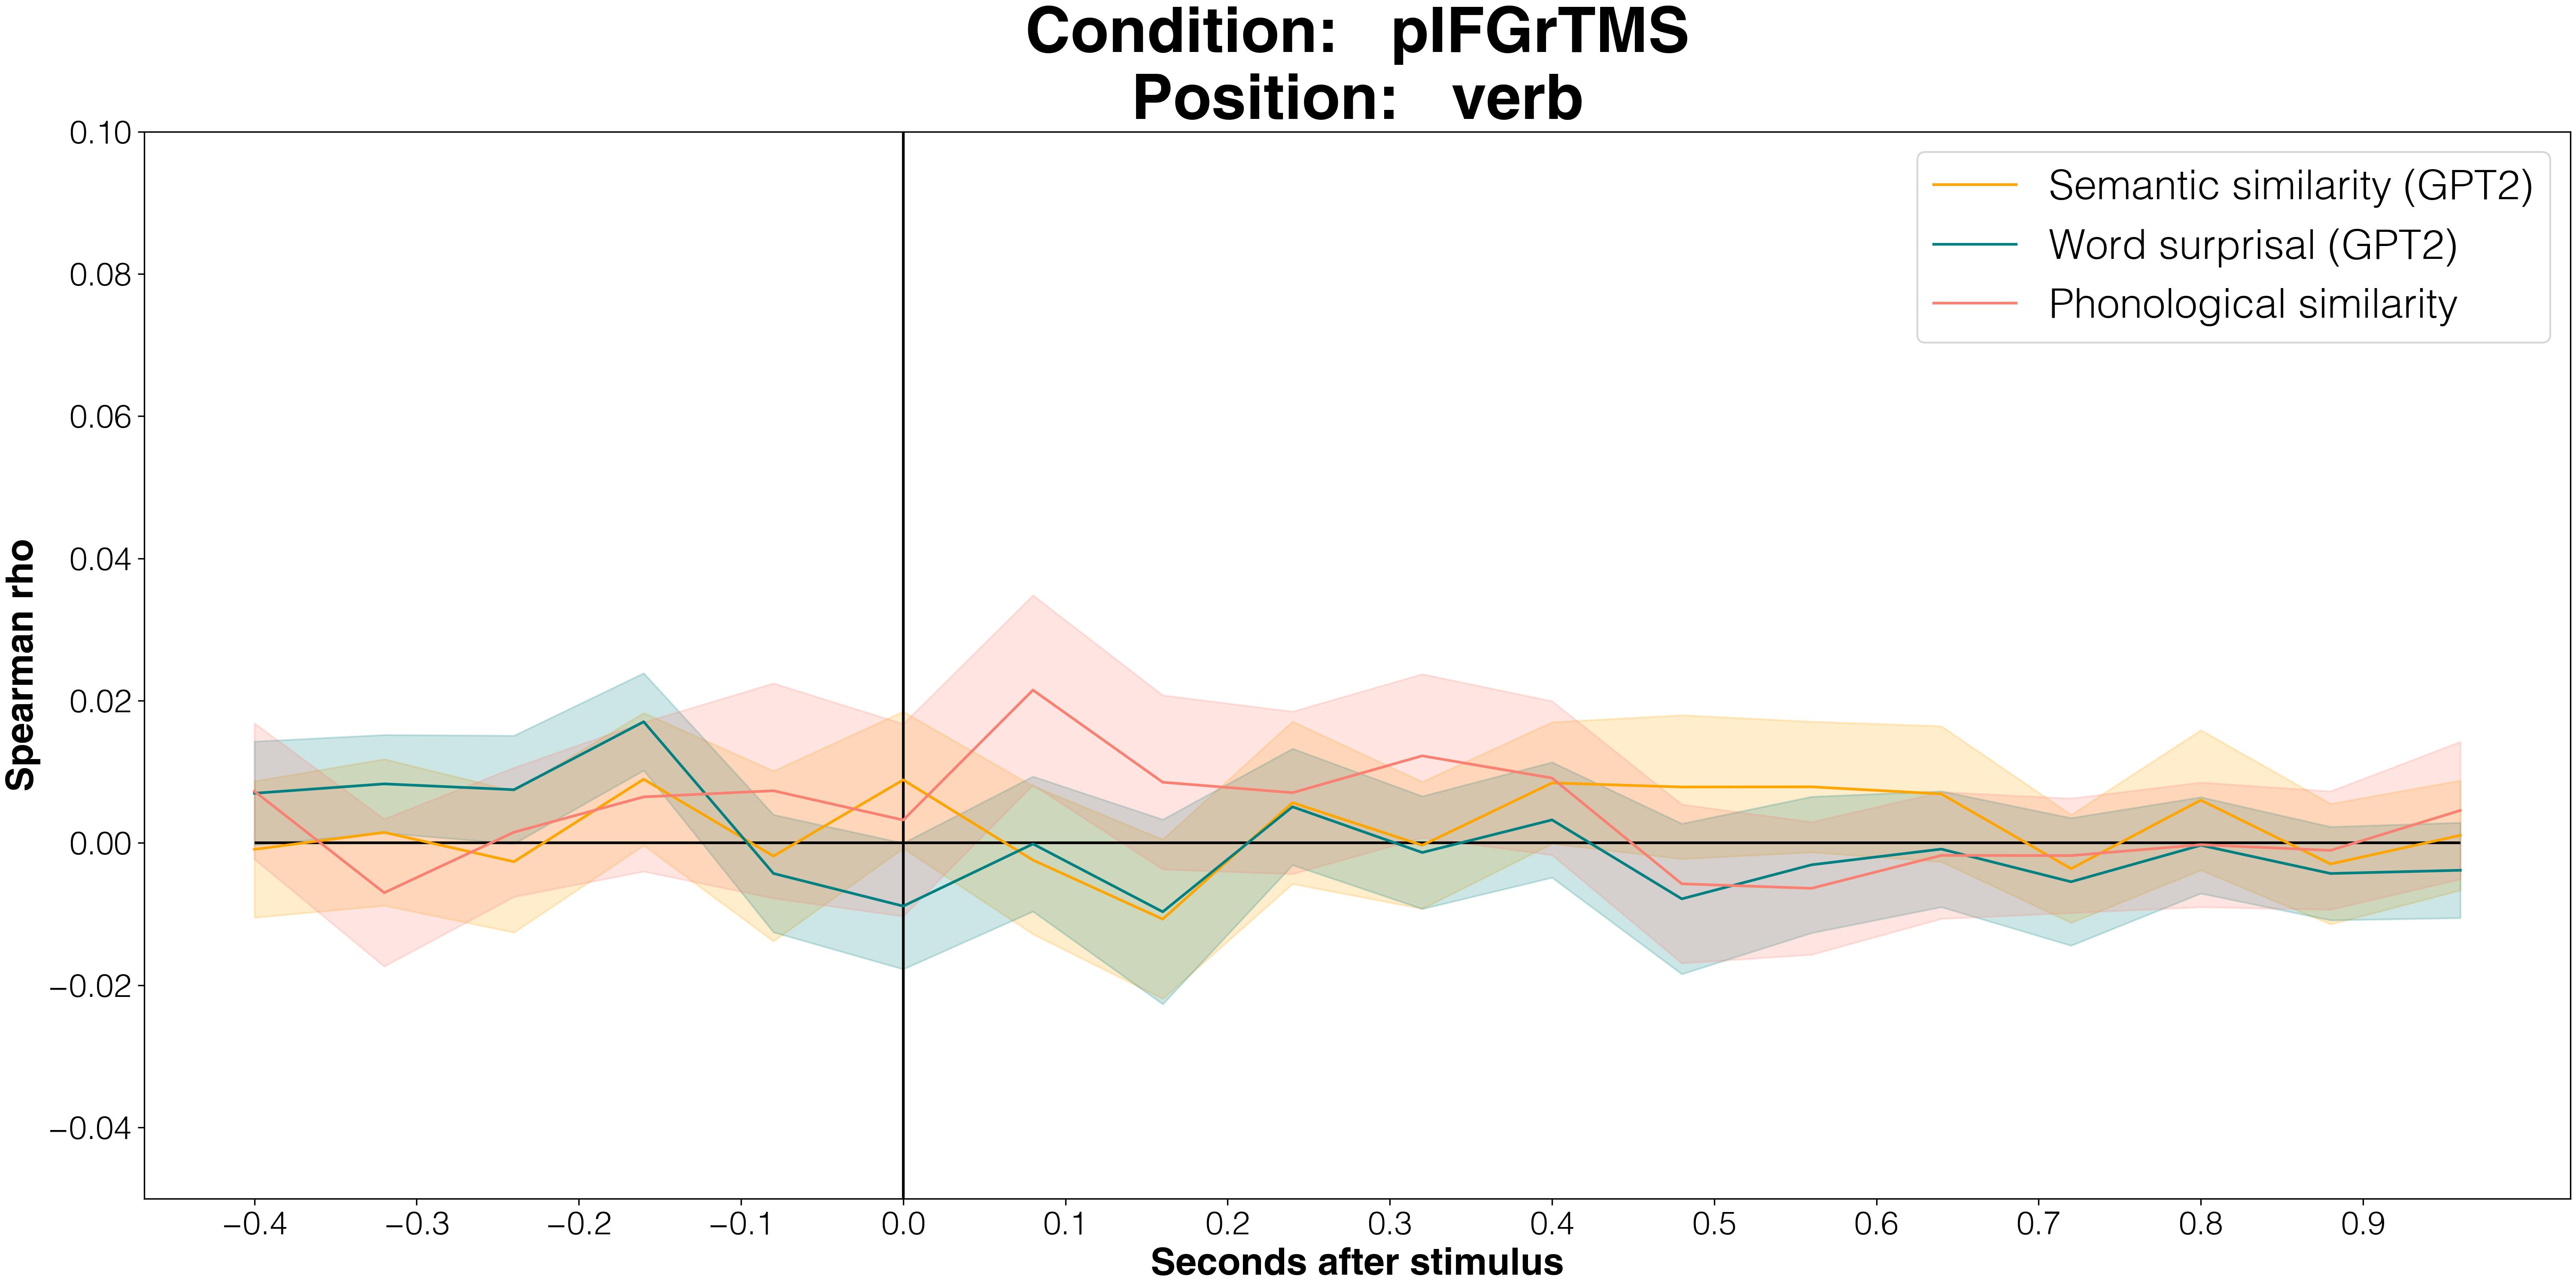 Condition:   pIFGrTMS
Position:   verb
0.10
0.08
0.06
0.04
0.02
0.00
−0.02
−0.04
Spearman rho
Semantic similarity (GPT2)
Word surprisal (GPT2)
Phonological similarity
−0.4 −0.3 −0.2 −0.1 0.0 0.1 0.2 0.3 0.4 0.5 0.6 0.7 0.8 0.9
Seconds after stimulus